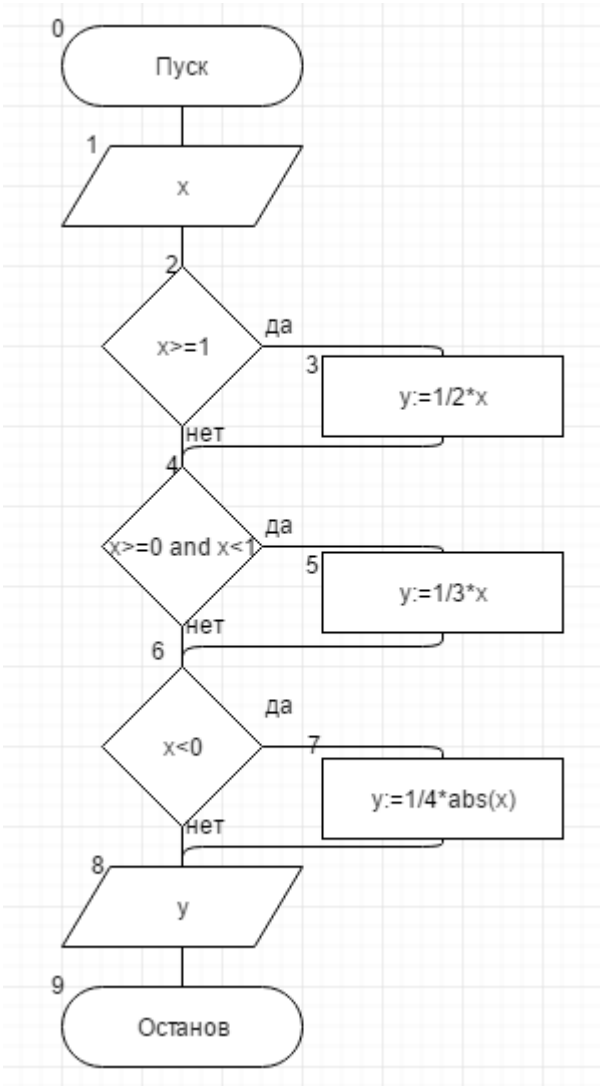 0
Пуск
1
x
2
x>=1
да
3
y:=1/2*x
нет
4
x>=0 and x<1
да
5
y:=1/3*x
нет
6
x<0
да
7
y:=1/4*abs(x)
нет
8
y
9
Останов